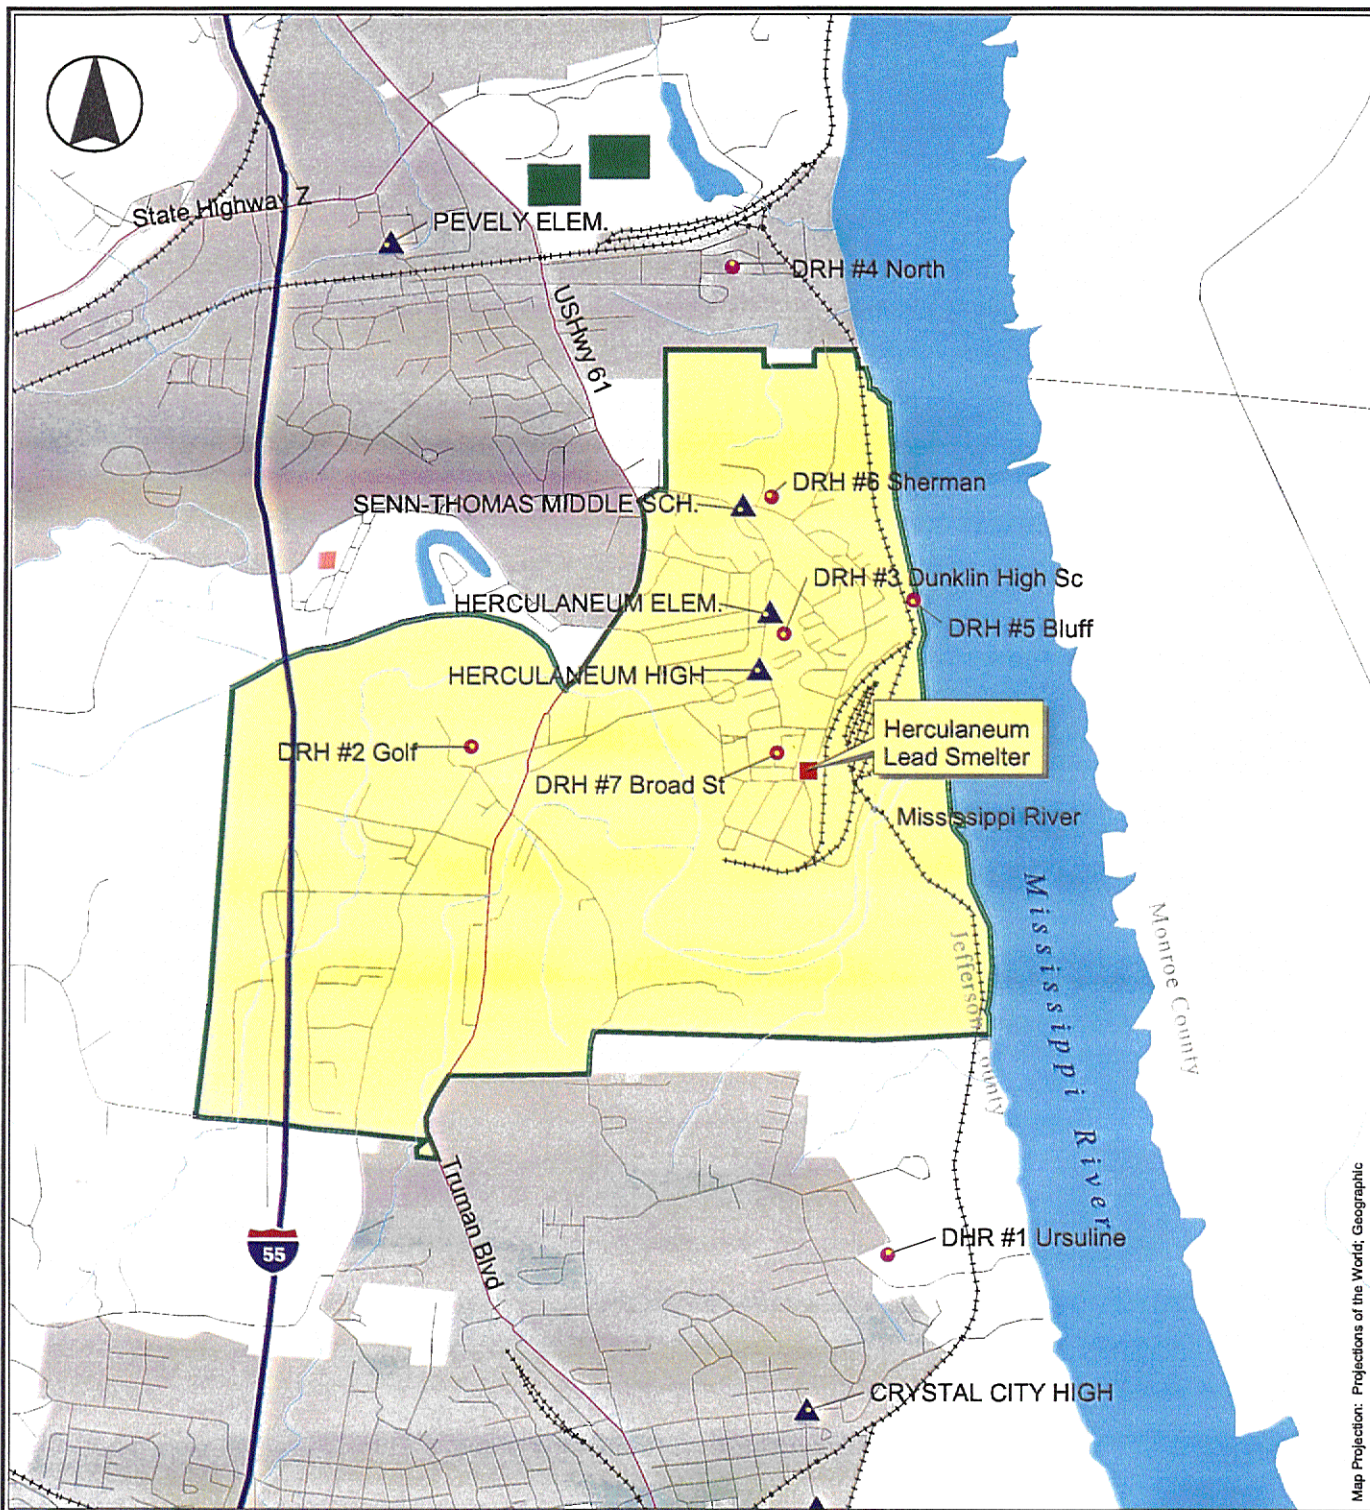 State Highway Z
PEVELY ELEM.
DRH #4 North
USHwy 61
DRH #6 Sherman
SENN-THOMAS MIDDLE SCH.
DRH #3 Dunklin High Sc
HERCULANEUM ELEM.
DRH #5 Bluff
HERCULANEUM HIGH
Herculaneum
Lead Smelter
DRH #2 Golf
DRH #7 Broad St
Mississippi River
Mississippi River
Monroe County
Jefferson County
Truman Blvd
55
DHR #1 Ursuline
CRYSTAL CITY HIGH
Map Projection: Projections of the World; Geographic